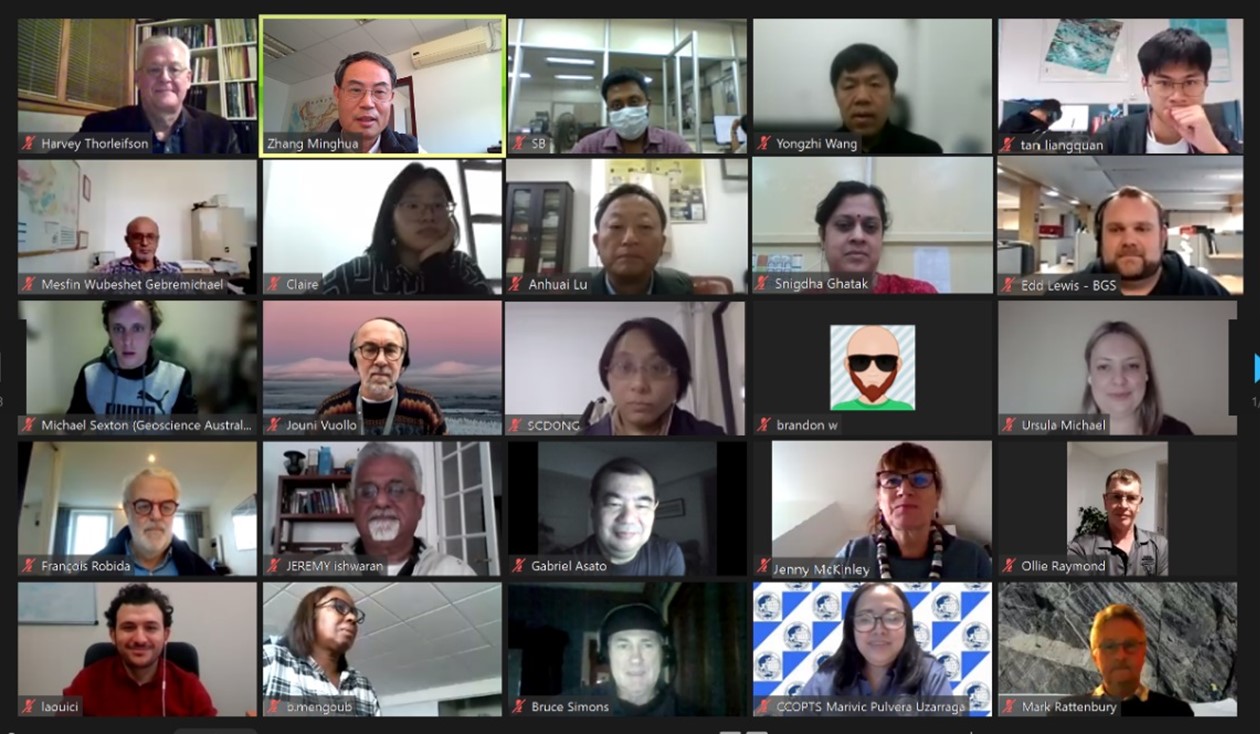 Harvey Thorleifson
Zhang Minghua
SB
Yongzhi Wang
tan liangquan
Mesfin Wubeshet Gebremichael
Claire
Anhuai Lu
Snigdha Ghatak
Edd Lewis - BGS
Michael Sexton (Geoscience Austral...
Jouni Vuollo
SCDONG
brandon w
Ursula Michael
François Robida
JEREMY ishwaran
Gabriel Asato
Jenny McKinley
Ollie Raymond
laouici
b.mengoub
Bruce Simons
CCOPTS Marivic Pulvera Uzarraga
Mark Rattenbury